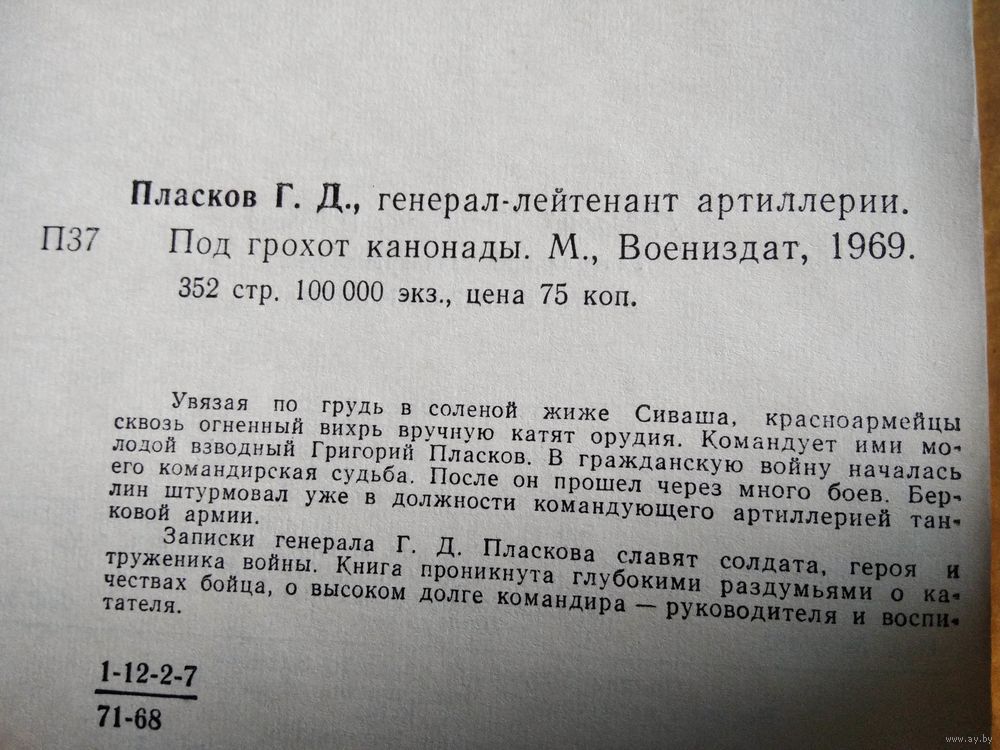 Пласков Г. Д., генерал-лейтенант артиллерии.
П37 Под грохот канонады. М., Воениздат, 1969.
352 стр. 100 000 экз., цена 75 коп.
Увязая по грудь в соленой жиже Сиваша, красноармейцы
сквозь огненный вихрь вручную катят орудия. Командует ими мо-
лодой взводный Григорий Пласков. В гражданскую войну началась
его командирская судьба. После он прошел через много боев. Бер-
лин штурмовал уже в должности командующего артиллерией тан-
ковой армии.
Записки генерала Г. Д. Пласкова славят солдата, героя и
труженика войны. Книга проникнута глубокими раздумьями о ка-
чествах бойца, о высоком долге командира — руководителя и воспи-
тателя.
1-12-2-7
71-68
www.ay.by